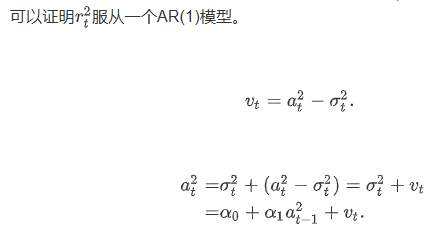 可以证明$r_t^2$服从一个AR(1)模型。
$v_t = a_t^2 - \sigma_t^2.$
$a_t^2 = \sigma_t^2 + (a_t^2 - \sigma_t^2) = \sigma_t^2 + v_t$
$= \alpha_0 + \alpha_1 a_{t-1}^2 + v_t.$